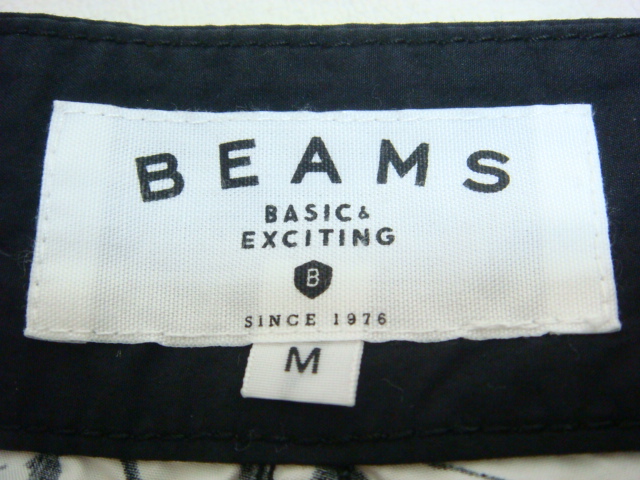 BEAMS
BASIC &
EXCITING
B
SINCE 1976
M